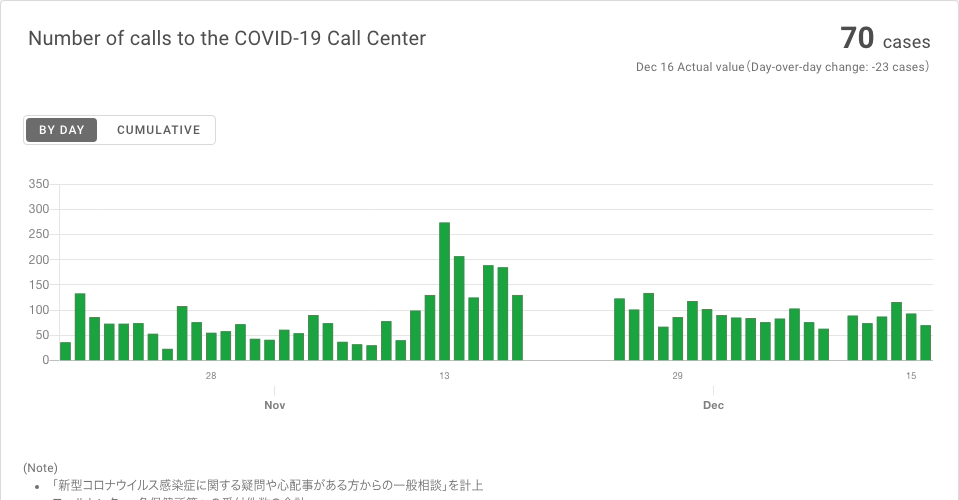 Number of calls to the COVID-19 Call Center
70 cases
Dec 16 Actual value（Day-over-day change: -23 cases）
BY DAY CUMULATIVE
350
300
250
200
150
100
50
0
28 13 29 15
Nov Dec
(Note)
• 「新型コロナウイルス感染症に関する疑問や心配事がある方からの一般相談」を計上